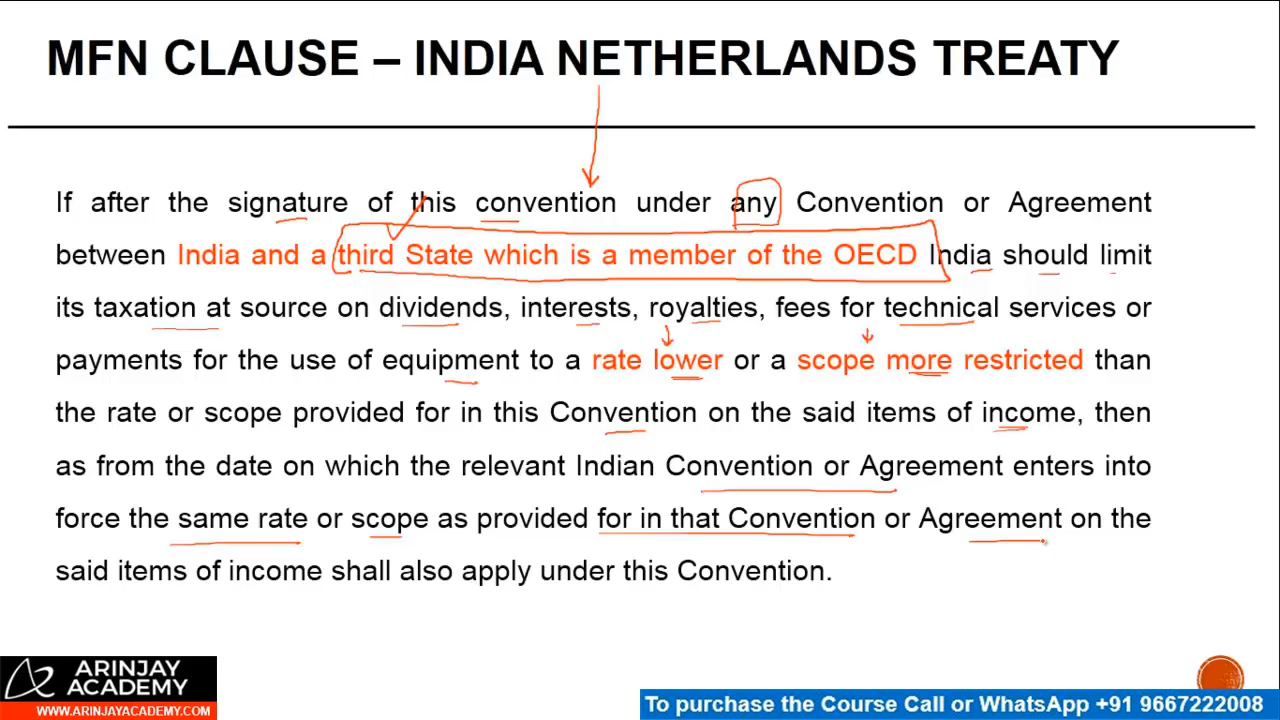 MFN CLAUSE – INDIA NETHERLANDS TREATY
If after the signature of this convention under any Convention or Agreement
between India and a third State which is a member of the OECD India should limit
its taxation at source on dividends, interests, royalties, fees for technical services or
payments for the use of equipment to a rate lower or a scope more restricted than
the rate or scope provided for in this Convention on the said items of income, then
as from the date on which the relevant Indian Convention or Agreement enters into
force the same rate or scope as provided for in that Convention or Agreement on the
said items of income shall also apply under this Convention.
ARINJAY
ACADEMY
WWW.ARINJAYACADEMY.COM
To purchase the Course Call or WhatsApp +91 9667222008